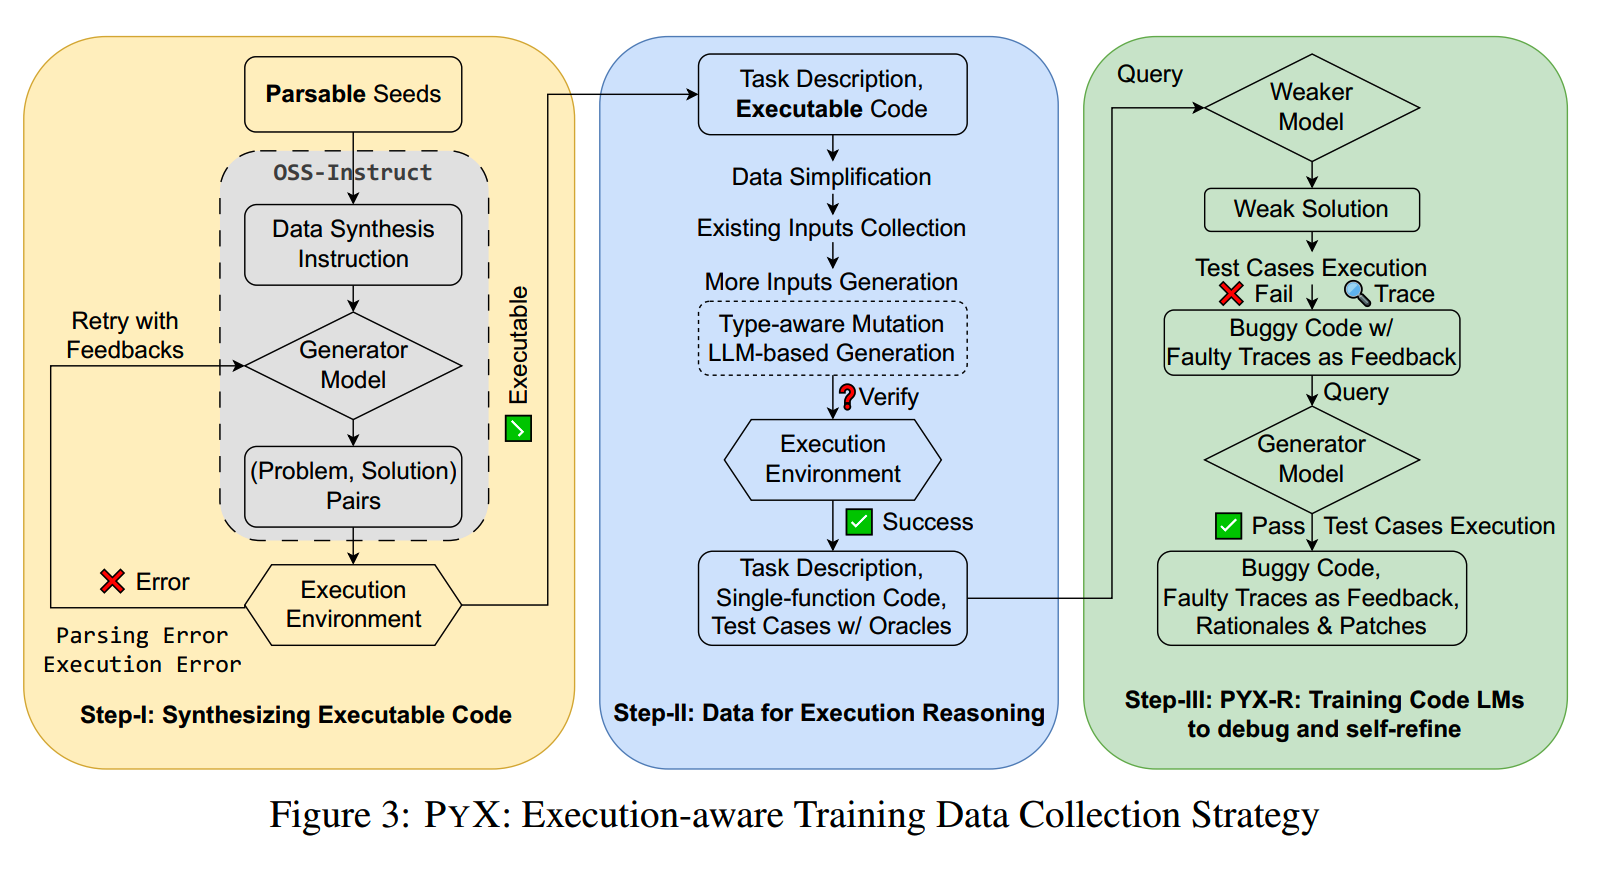 Parsable Seeds
OSS-Instruct
Data Synthesis
Instruction
Retry with
Feedbacks
Generator
Model
(Problem, Solution)
Pairs
Executable
Error
Execution
Environment
Parsing Error
Execution Error
Step-I: Synthesizing Executable Code
Task Description,
Executable Code
Data Simplification
Existing Inputs Collection
More Inputs Generation
Type-aware Mutation
LLM-based Generation
Verify
Execution
Environment
Success
Task Description,
Single-function Code,
Test Cases w/ Oracles
Step-II: Data for Execution Reasoning
Query
Weaker
Model
Weak Solution
Test Cases Execution
Fail
Trace
Buggy Code w/
Faulty Traces as Feedback
Query
Generator
Model
Pass
Test Cases Execution
Buggy Code,
Faulty Traces as Feedback,
Rationales & Patches
Step-III: PYX-R: Training Code LMs
to debug and self-refine
Figure 3: PYX: Execution-aware Training Data Collection Strategy